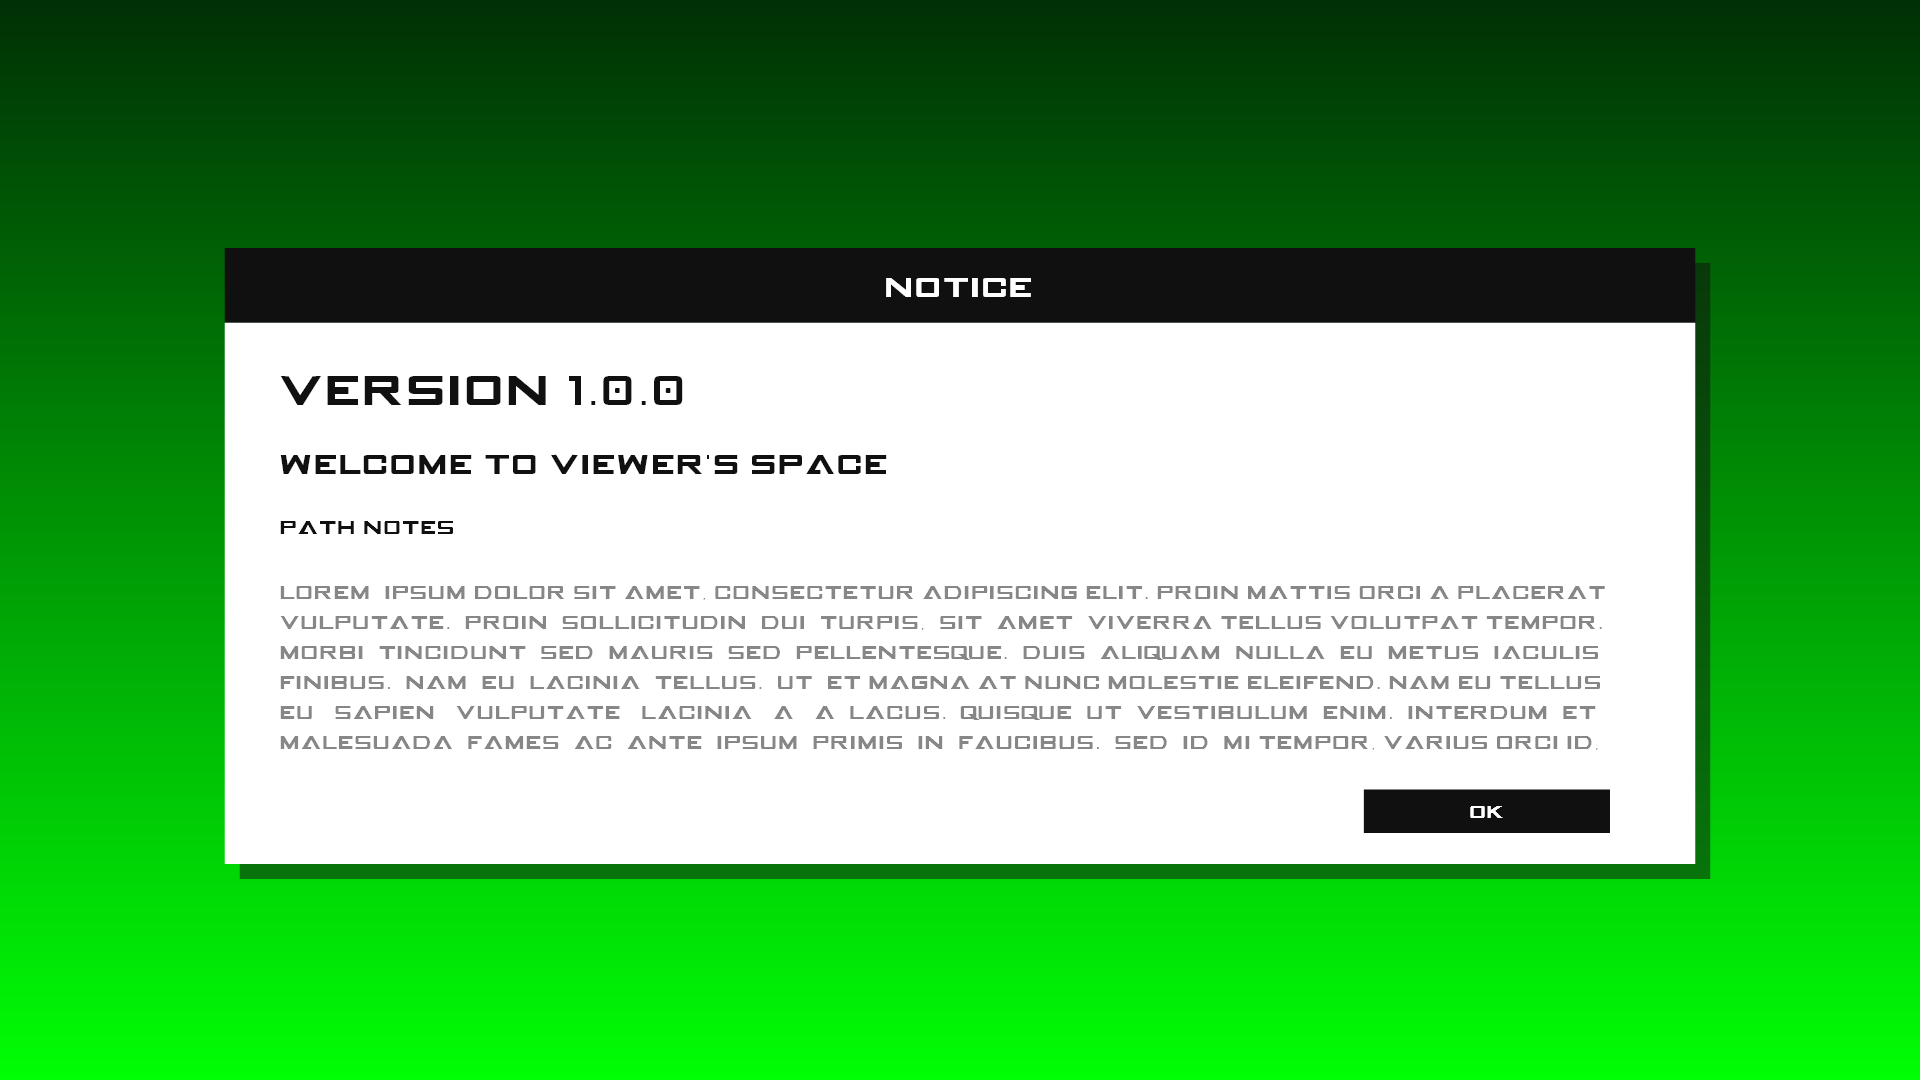 NOTICE
VERSION 1.0.0
WELCOME TO VIEWER'S SPACE
PATH NOTES
LOREM IPSUM DOLOR SIT AMET, CONSECTETUR ADIPISCING ELIT. PROIN MATTIS ORCI A PLACERAT
VULPUTATE. PROIN SOLLICITUDIN DUI TURPIS, SIT AMET VIVERRA TELLUS VOLUTPAT TEMPOR.
MORBI TINCIDUNT SED MAURIS SED PELLENTESQUE. DUIS ALIQUAM NULLA EU METUS IACULIS
FINIBUS. NAM EU LACINIA TELLUS. UT ET MAGNA AT NUNC MOLESTIE ELEIFEND. NAM EU TELLUS
EU SAPIEN VULPUTATE LACINIA A A LACUS. QUISQUE UT VESTIBULUM ENIM. INTERDUM ET
MALESUADA FAMES AC ANTE IPSUM PRIMIS IN FAUCIBUS. SED ID MI TEMPOR, VARIUS ORCI ID,
OK